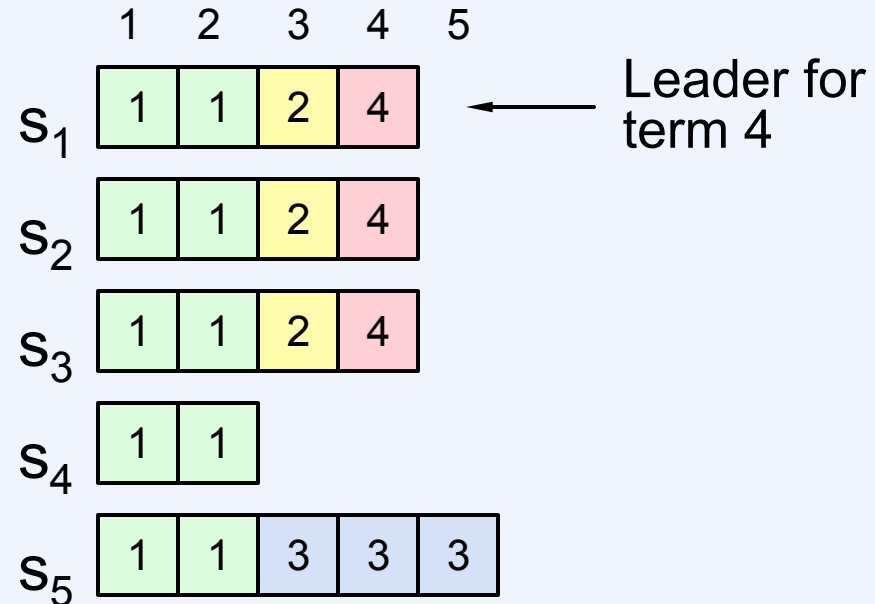 1 2 3 4 5
s1 1 1 2 4 Leader for
term 4
s2 1 1 2 4
s3 1 1 2 4
s4 1 1
s5 1 1 3 3 3